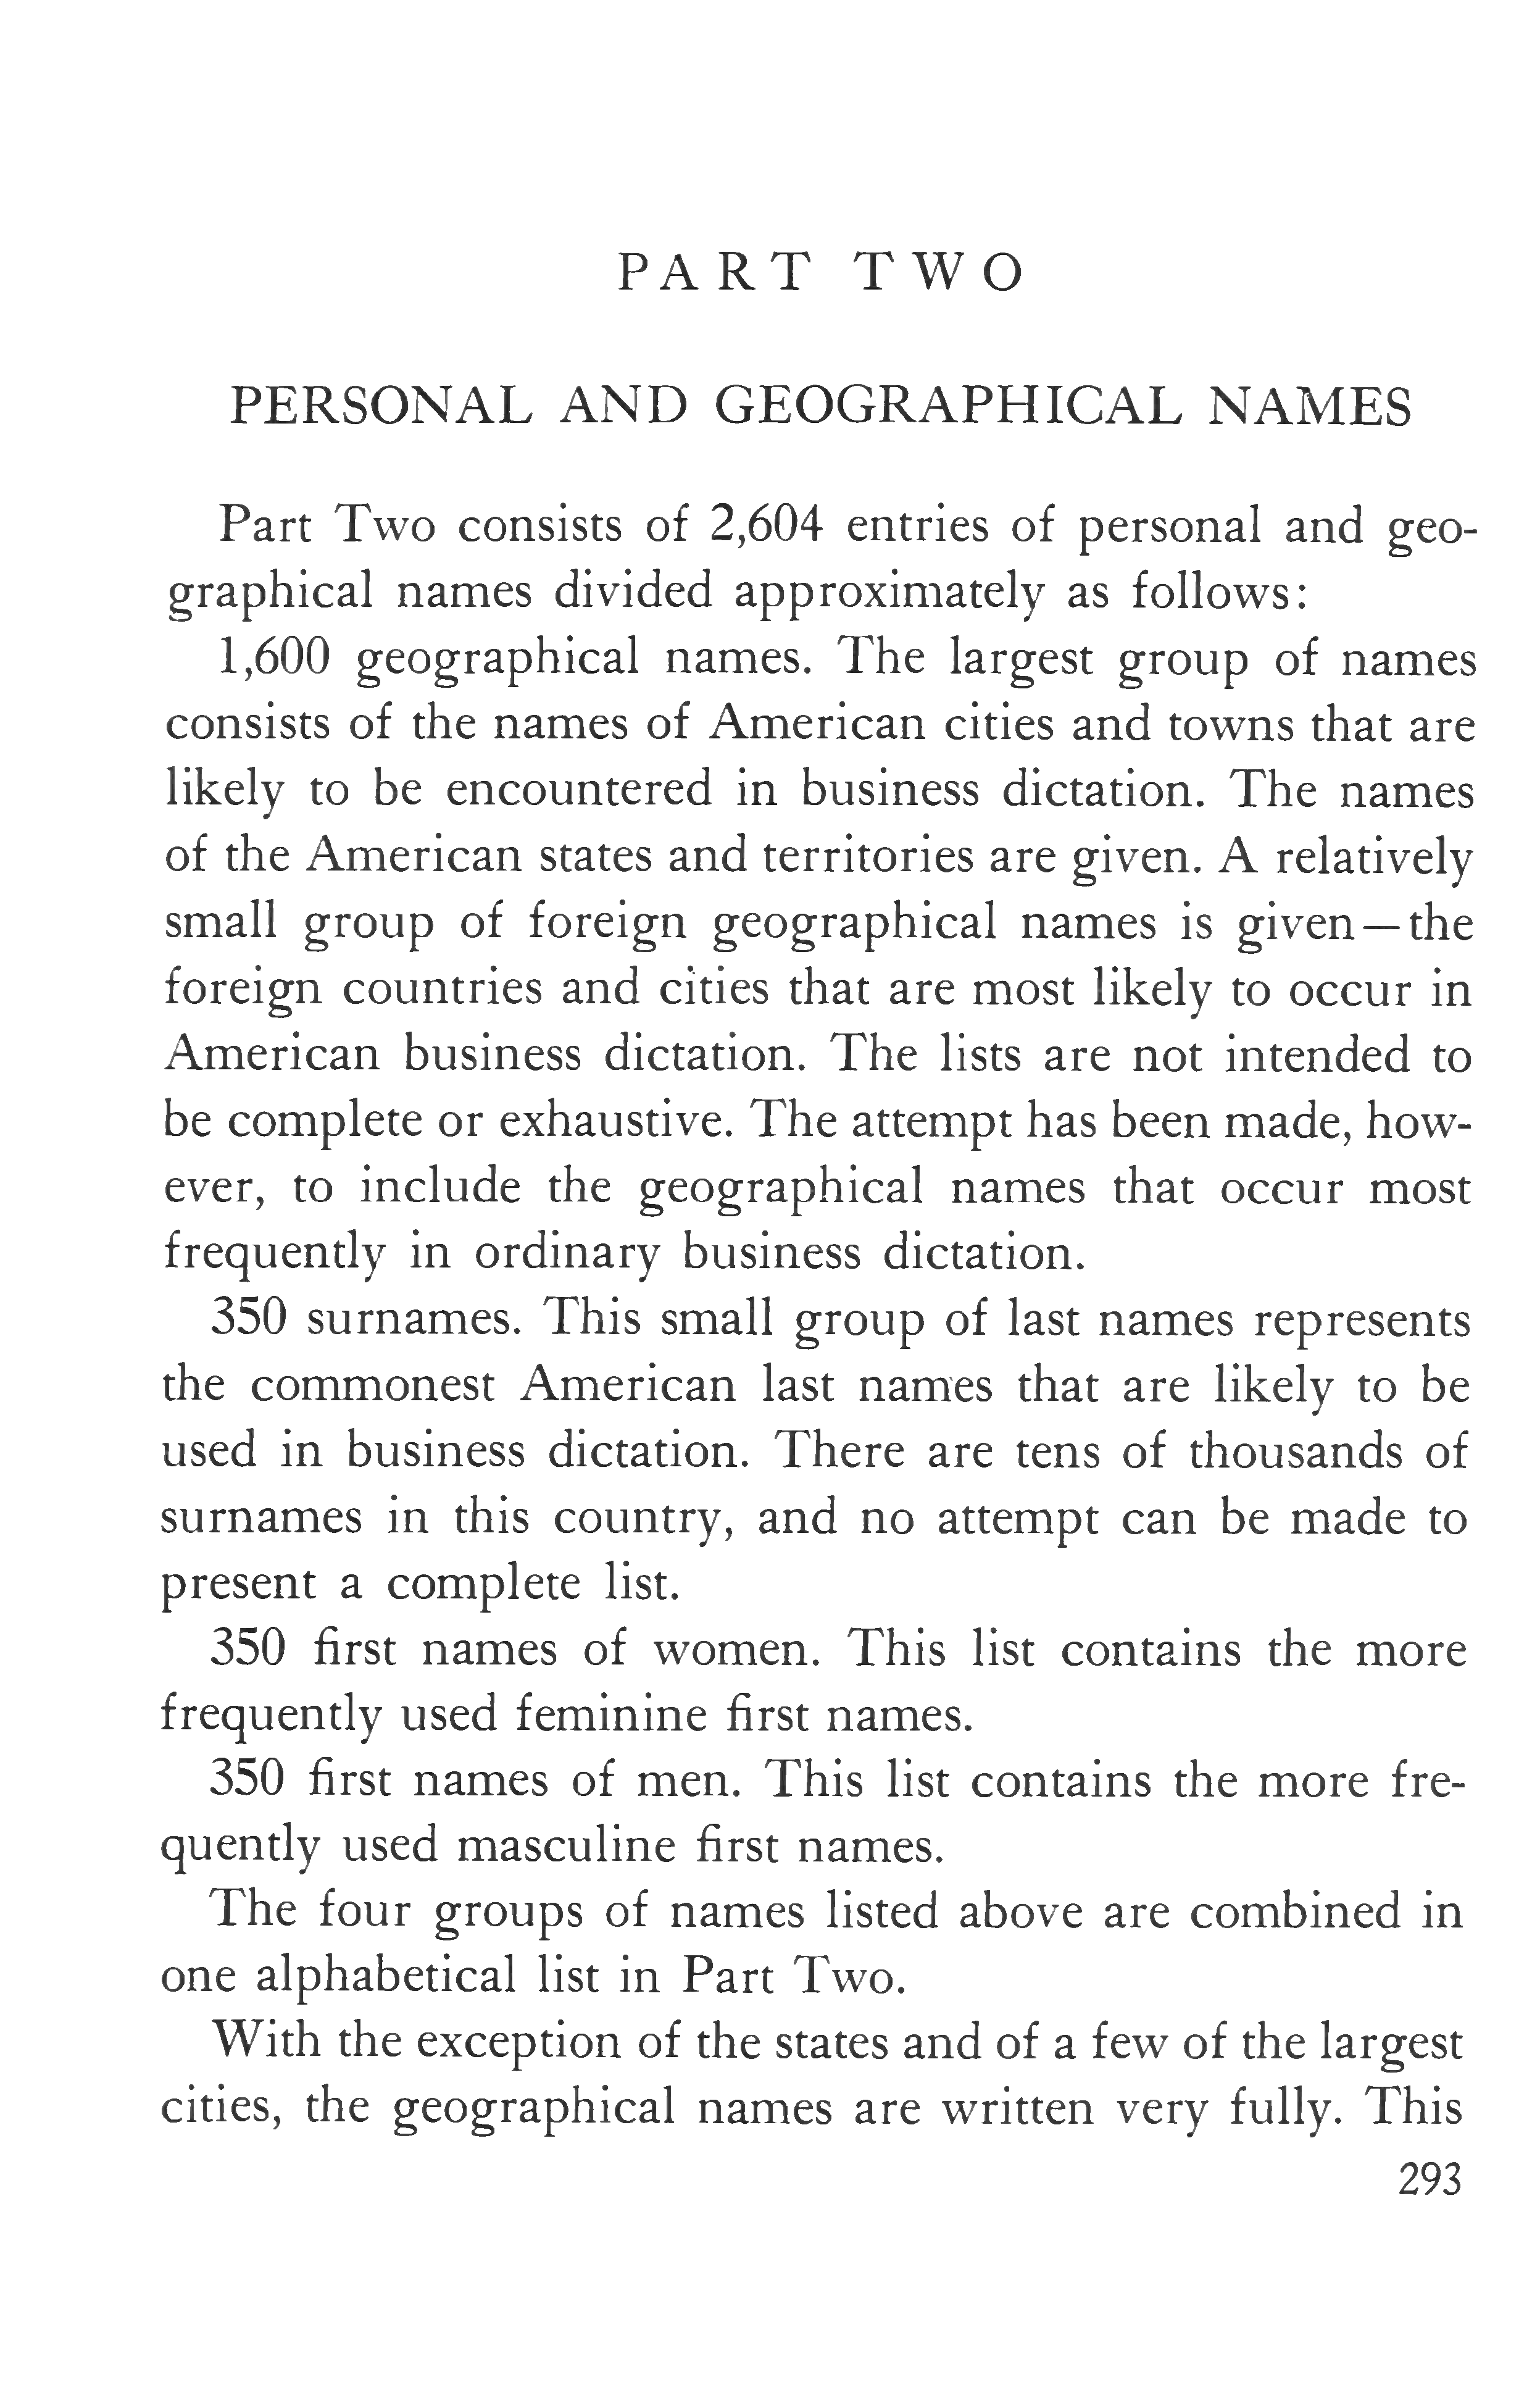 PART TWO
PERSONAL AND GEOGRAPHICAL NAMES
Part Two consists of 2,604 entries of personal and geo-
graphical names divided approximately as follows:
1,600 geographical names. The largest group of names
consists of the names of American cities and towns that are
likely to be encountered in business dictation. The names
of the American states and territories are given. A relatively
small group of foreign geographical names is given—the
foreign countries and cities that are most likely to occur in
American business dictation. The lists are not intended to
be complete or exhaustive. The attempt has been made, how-
ever, to include the geographical names that occur most
frequently in ordinary business dictation.
350 surnames. This small group of last names represents
the commonest American last names that are likely to be
used in business dictation. There are tens of thousands of
surnames in this country, and no attempt can be made to
present a complete list.
350 first names of women. This list contains the more
frequently used feminine first names.
350 first names of men. This list contains the more fre-
quently used masculine first names.
The four groups of names listed above are combined in
one alphabetical list in Part Two.
With the exception of the states and of a few of the largest
cities, the geographical names are written very fully. This
293